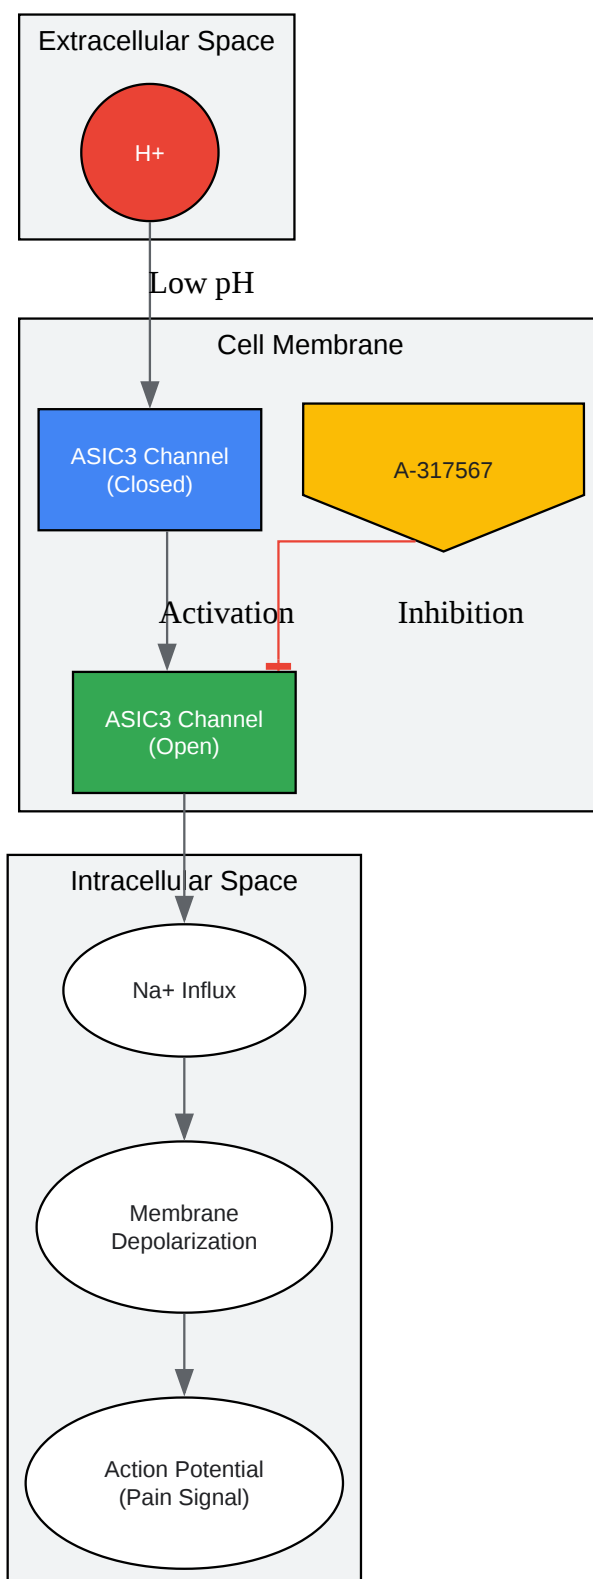 Extracellular Space
H+
Low pH
Cell Membrane
ASIC3 Channel
(Closed)
A-317567
Activation
Inhibition
ASIC3 Channel
(Open)
Intracellular Space
Na+ Influx
Membrane
Depolarization
Action Potential
(Pain Signal)